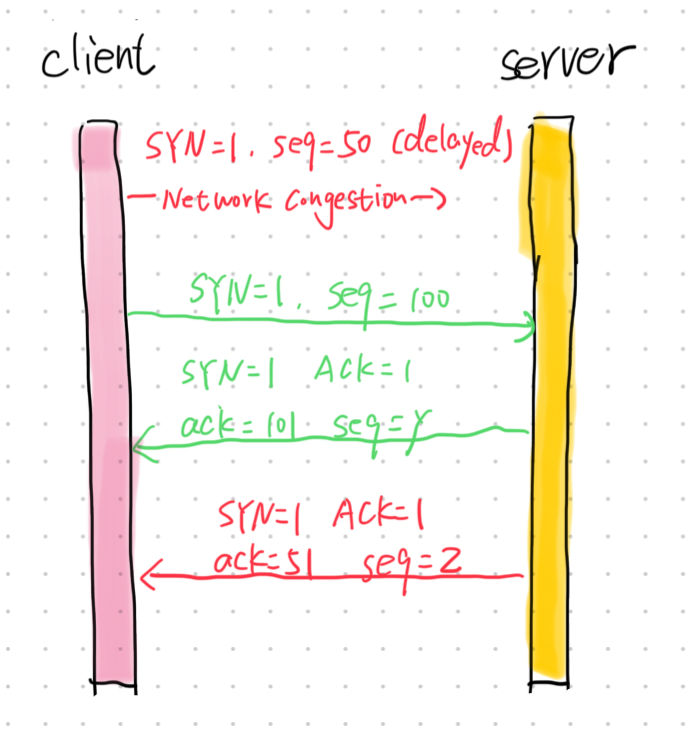 client
server
SYN=1. seq=50 (delayed)
Network Congestion
SYN=1. seq=100
SYN=1 ACK=1
ack=101 seq=y
SYN=1 ACK=1
ack=51 seq=2